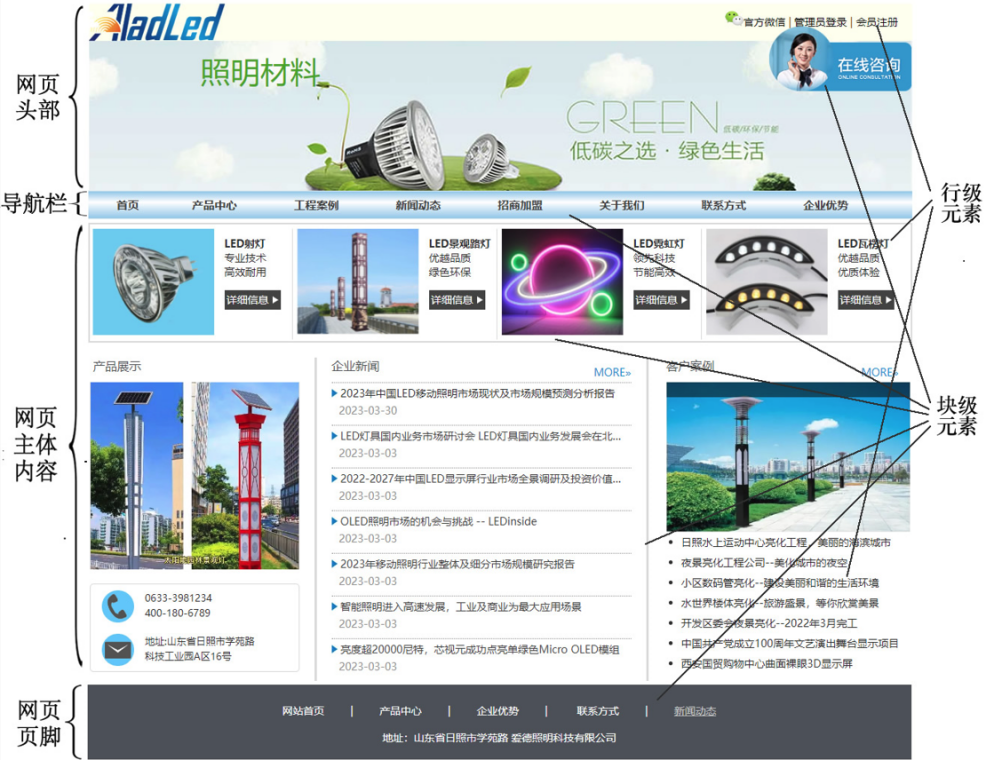 AladLed
官方微信 | 管理员登录 | 会员注册
在线咨询
ONLINE CONSULTATION
照明材料
GREEN 低碳/环保/节能
低碳之选 · 绿色生活
网页
头部
导航栏
首页 产品中心 工程案例 新闻动态 招商加盟 关于我们 联系方式 企业优势
行级
元素
LED射灯
专业技术
高效耐用
详细信息
LED景观路灯
优越品质
绿色环保
详细信息
LED霓虹灯
领先科技
节能高效
详细信息
LED瓦楞灯
优越品质
优质体验
详细信息
网页
主体
内容
块级
元素
产品展示
0633-3981234
400-180-6789
地址:山东省日照市学苑路
科技工业园A区16号
企业新闻
MORE»
2023年中国LED移动照明市场现状及市场规模预测分析报告
2023-03-30
LED灯具国内业务市场研讨会 LED灯具国内业务发展会在北...
2023-03-03
2022-2027年中国LED显示屏行业市场全景调研及投资价值...
2023-03-03
OLED照明市场的机会与挑战 -- LEDinside
2023-03-03
2023年移动照明行业整体及细分市场规模研究报告
2023-03-03
智能照明进入高速发展，工业及商业为最大应用场景
2023-03-03
亮度超20000尼特，芯视元成功点亮单绿色Micro OLED模组
2023-03-03
客户案例
MORE»
日照水上运动中心亮化工程，美丽的海滨城市
夜景亮化工程公司--美化城市的夜空
小区数码管亮化--建设美丽和谐的生活环境
水世界楼体亮化--旅游盛景，等你欣赏美景
开发区委会夜景亮化--2022年3月完工
中国共产党成立100周年文艺演出舞台显示项目
西安国贸购物中心曲面裸眼3D显示屏
网页
页脚
网站首页 | 产品中心 | 企业优势 | 联系方式 | 新闻动态
地址：山东省日照市学苑路 爱德照明科技有限公司